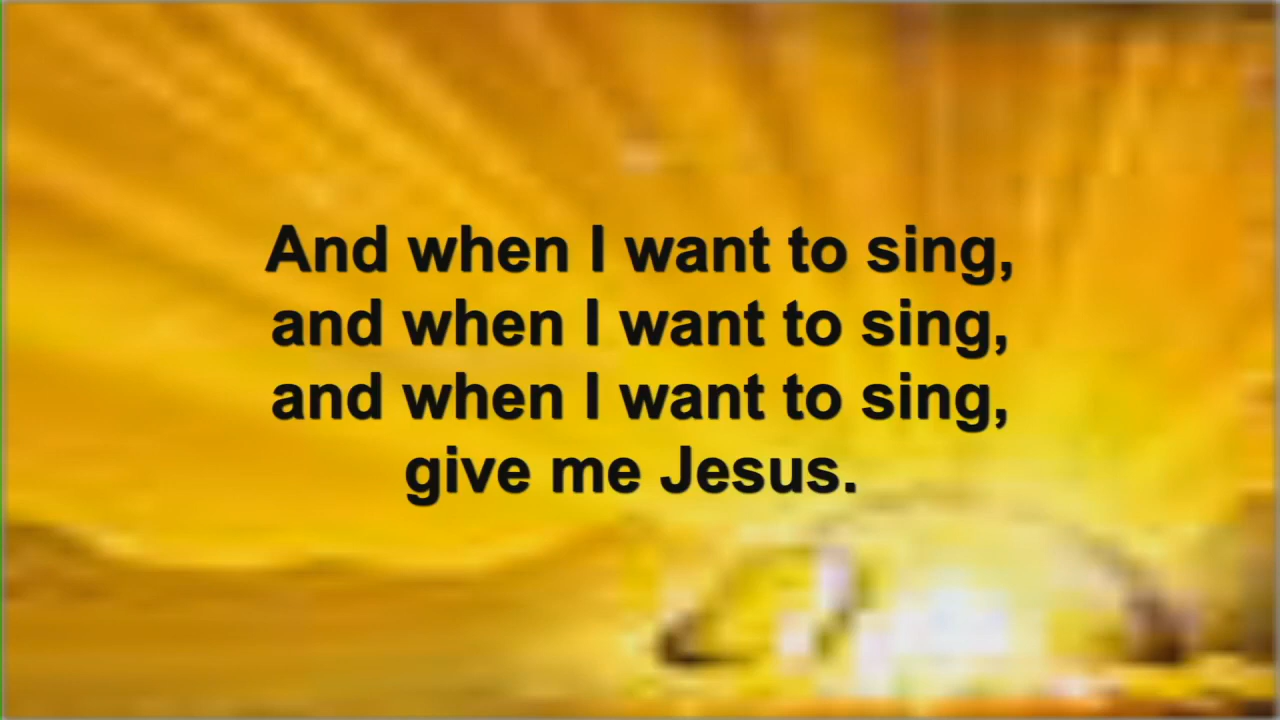 And when I want to sing,
and when I want to sing,
and when I want to sing,
give me Jesus.